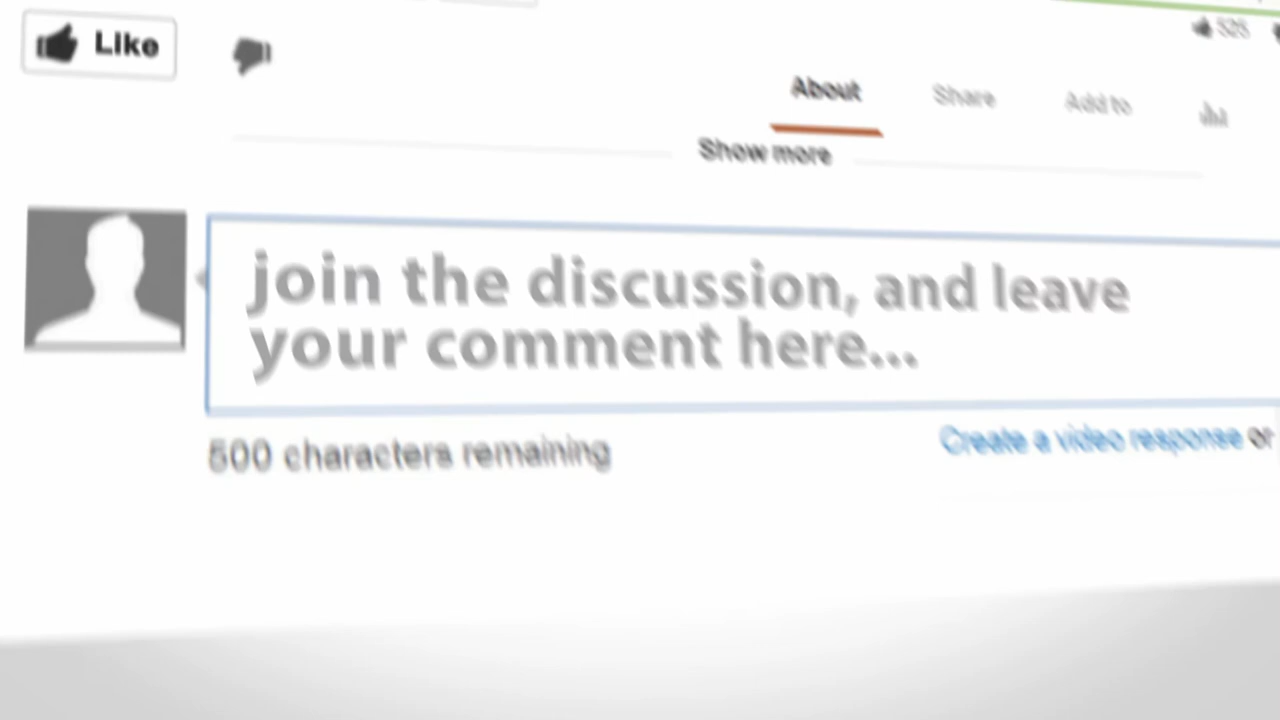 Like
525
About
Share
Add to
Show more
join the discussion, and leave
your comment here...
500 characters remaining
Create a video response or